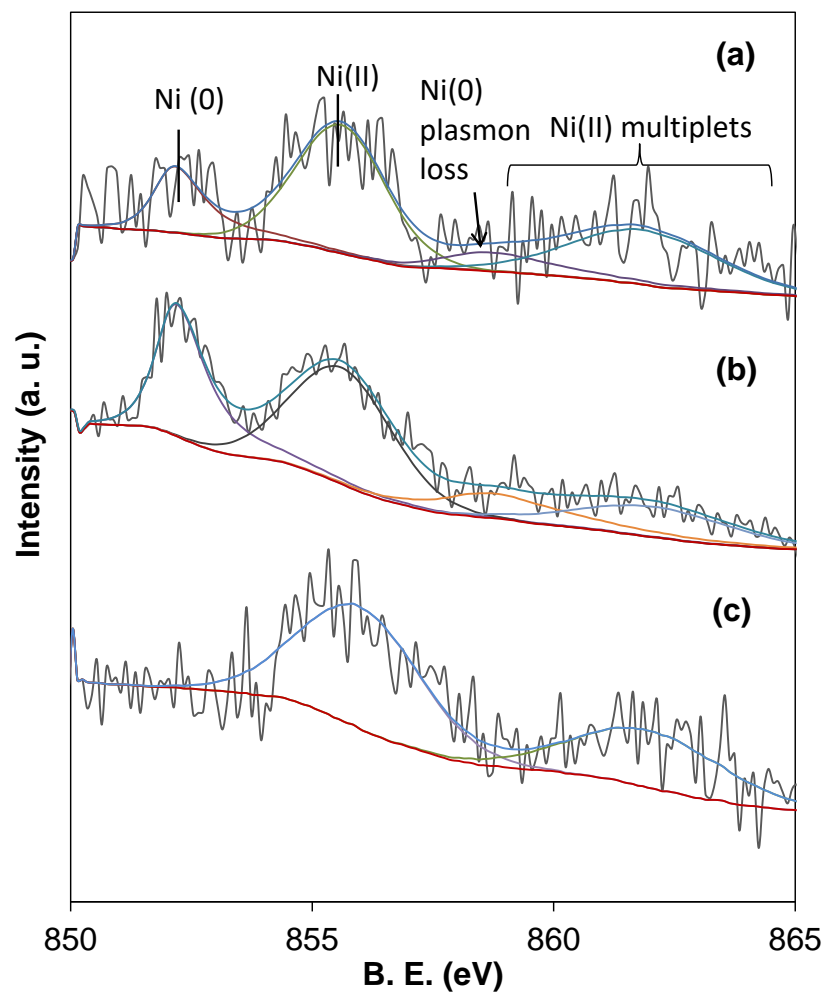 (a)
Ni (0)
Ni(II)
Ni(0)
plasmon
loss
Ni(II) multiplets
(b)
(c)
Intensity (a. u.)
850
855
860
865
B. E. (eV)